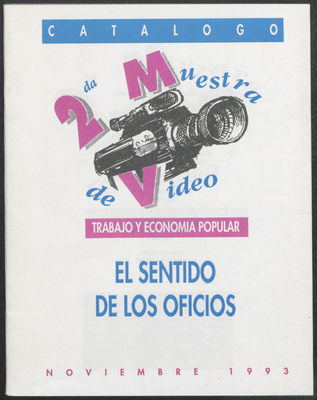 CATALOGO
2da Muestra
de Video
TRABAJO Y ECONOMIA POPULAR
EL SENTIDO
DE LOS OFICIOS
NOVIEMBRE 1993